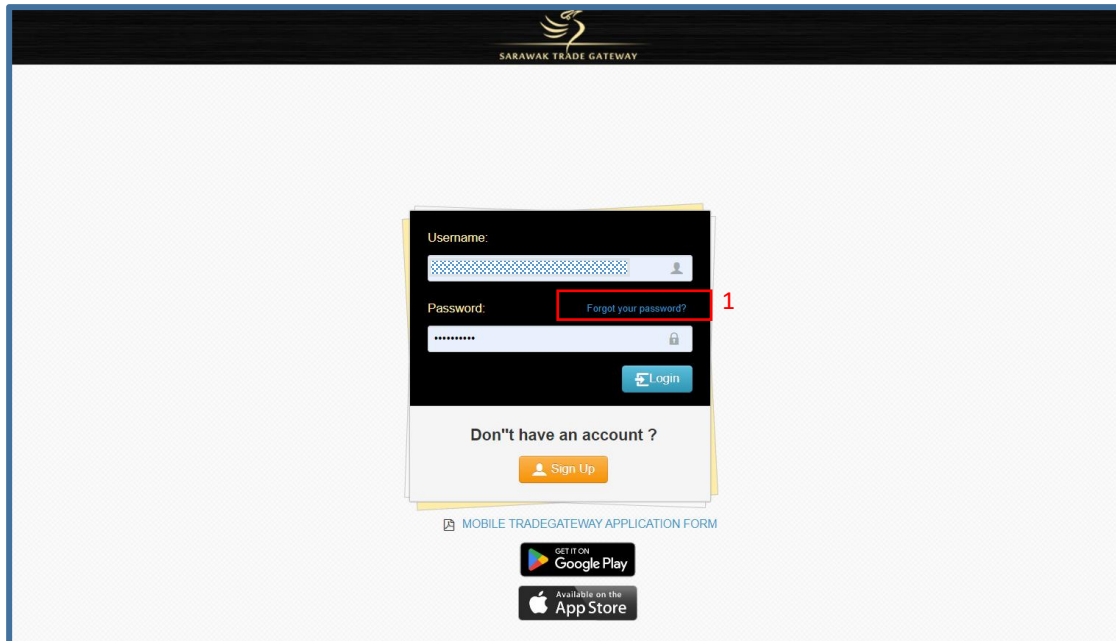 SARAWAK TRADE GATEWAY
Username:
Password:
Forgot your password?
1
••••••••••
Login
Don"t have an account ?
Sign Up
MOBILE TRADEGATEWAY APPLICATION FORM
GET IT ON
Google Play
Available on the
App Store